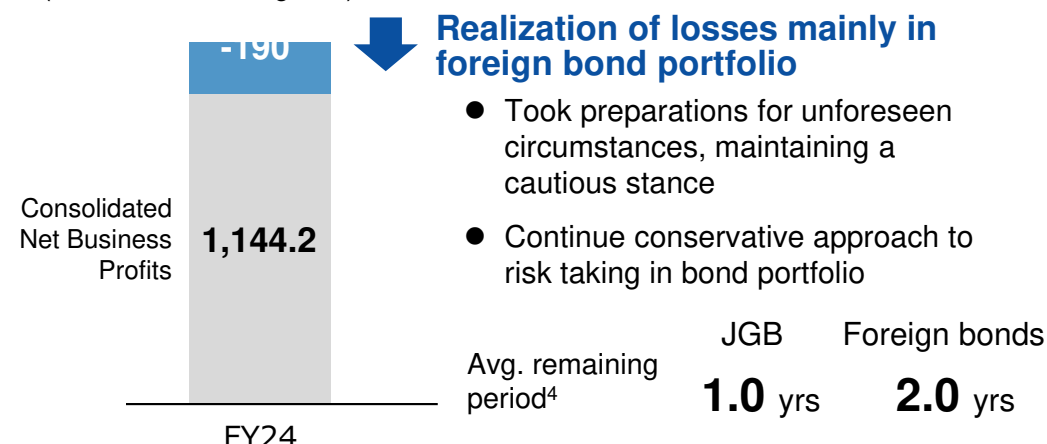 -190
Realization of losses mainly in
foreign bond portfolio
● Took preparations for unforeseen
circumstances, maintaining a
cautious stance
Consolidated
Net Business
Profits
1,144.2
● Continue conservative approach to
risk taking in bond portfolio
JGB Foreign bonds
Avg. remaining
period⁴
1.0 yrs 2.0 yrs
FY24